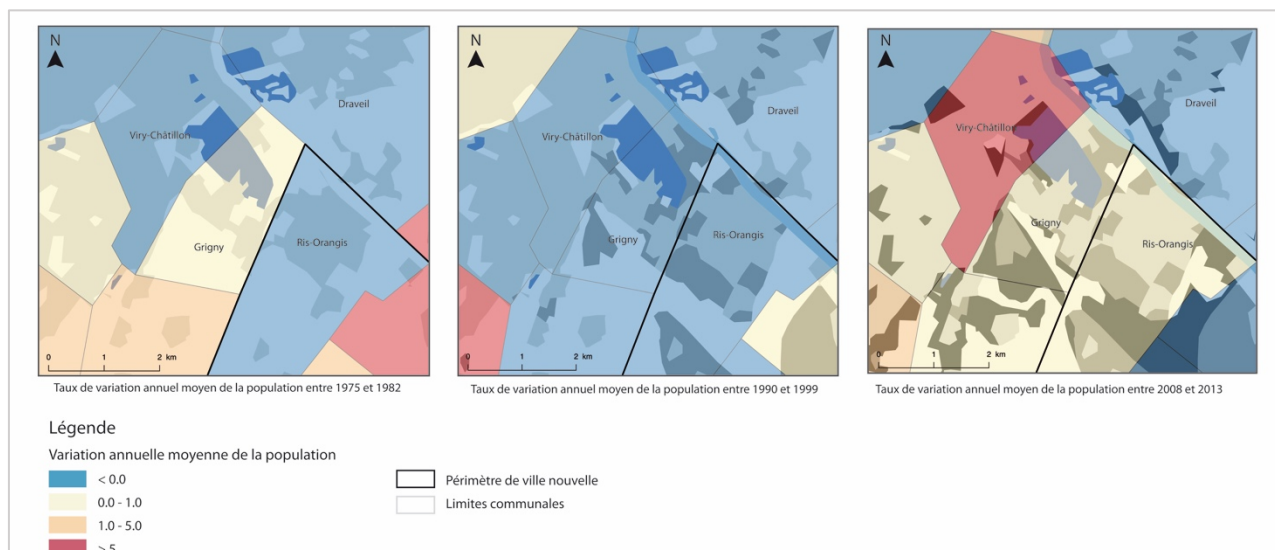 N
Draveil
Viry-Châtillon
Grigny
Ris-Orangis
0 1 2 km
Taux de variation annuel moyen de la population entre 1975 et 1982
N
Draveil
Viry-Châtillon
Grigny
Ris-Orangis
0 1 2 km
Taux de variation annuel moyen de la population entre 1990 et 1999
N
Draveil
Viry-Châtillon
Grigny
Ris-Orangis
0 1 2 km
Taux de variation annuel moyen de la population entre 2008 et 2013
Légende
Variation annuelle moyenne de la population
< 0.0
0.0 - 1.0
1.0 - 5.0
> 5
Périmètre de ville nouvelle
Limites communales